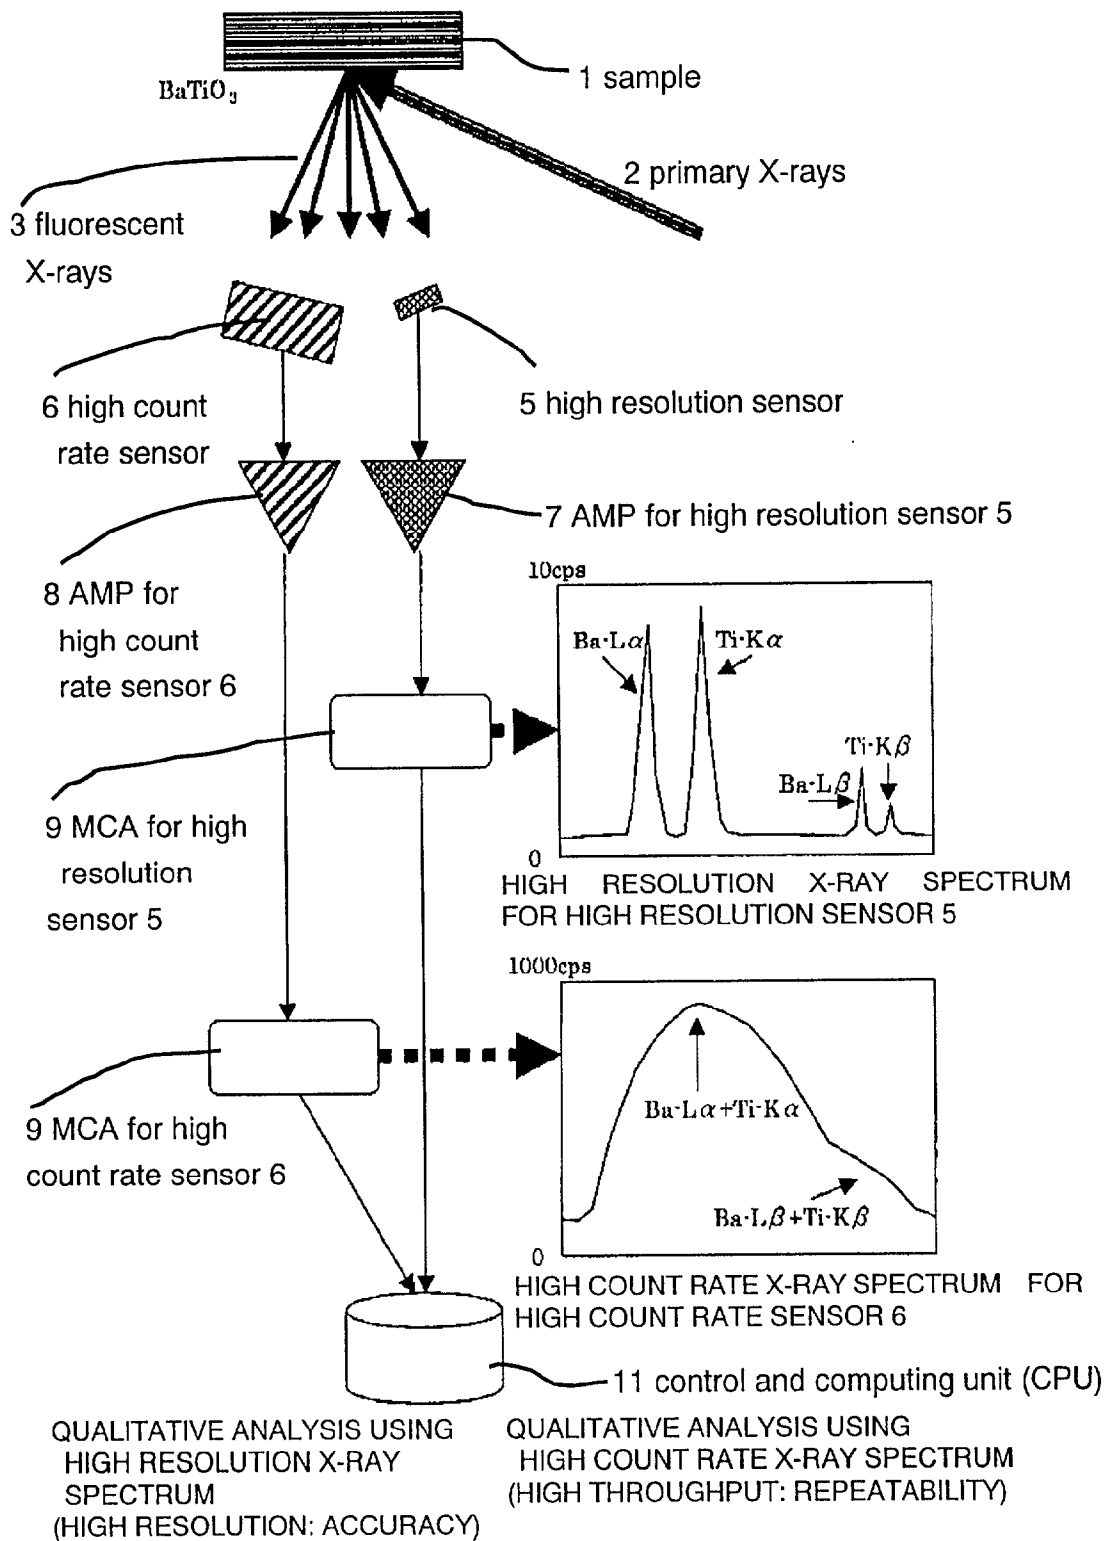 BaTiO₃
1 sample
2 primary X-rays
3 fluorescent
X-rays
6 high count
rate sensor
5 high resolution sensor
7 AMP for high resolution sensor 5
8 AMP for
high count
rate sensor 6
10cps
Ba·Lα
Ti·Kα
Ti·Kβ
Ba·Lβ
0
9 MCA for high
resolution
sensor 5
HIGH RESOLUTION X-RAY SPECTRUM
FOR HIGH RESOLUTION SENSOR 5
1000cps
Ba·Lα+Ti·Kα
Ba·Lβ+Ti·Kβ
0
9 MCA for high
count rate sensor 6
HIGH COUNT RATE X-RAY SPECTRUM FOR
HIGH COUNT RATE SENSOR 6
11 control and computing unit (CPU)
QUALITATIVE ANALYSIS USING
HIGH RESOLUTION X-RAY
SPECTRUM
(HIGH RESOLUTION: ACCURACY)
QUALITATIVE ANALYSIS USING
HIGH COUNT RATE X-RAY SPECTRUM
(HIGH THROUGHPUT: REPEATABILITY)